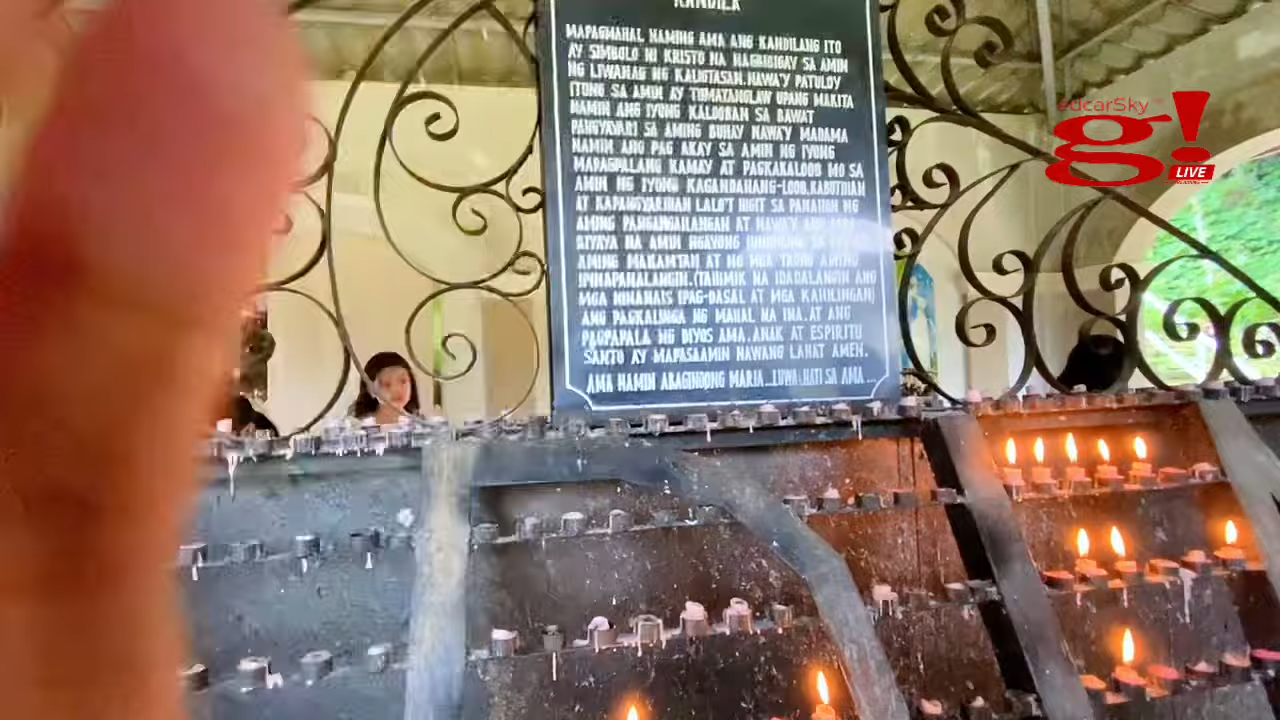 KANDILA
MAPAGMAHAL NAMING AMA ANG KANDILANG ITO
AY SIMBOLO NI KRISTO NA NAGBIBIGAY SA AMIN
NG LIWANAG NG KALIGTASAN.NAWA'Y PATULOY
ITONG SA AMIN AY TUMATANGLAW UPANG MAKITA
NAMIN ANG IYONG KALOOBAN SA BAWAT
PANGYAYARI SA AMING BUHAY NAWA'Y MADAMA
NAMIN ANG PAG AKAY SA AMIN NG IYONG
MAPAGPALANG KAMAY AT PAGKAKALOOB MO SA
AMIN NG IYONG KAGANDAHANG-LOOB,KABUTIHAN
AT KAPANGYARIHAN LALO'T HIGIT SA PANAHON NG
AMING PANGANGAILANGAN AT NAWA'Y ANG
BIYAYA NA AMIN NGAYONG SA
AMING MAKAMTAN AT NG MGA TAONG AMING
IPINAPANALANGIN.(TAHIMIK NA IDADALANGIN ANG
MGA NINANAIS IPAG-DASAL AT MGA KAHILINGAN)
ANG PAGKALINGA NG MAHAL NA INA.AT ANG
PAGPAPALA NG DIYOS AMA.ANAK AT ESPIRITU
SANTO AY MAPASAAMIN NAWANG LAHAT AMEN.
AMA NAMIN ABAGINOONG MARIA...LUWALHATI SA AMA...
edcarSky
g!
LIVE